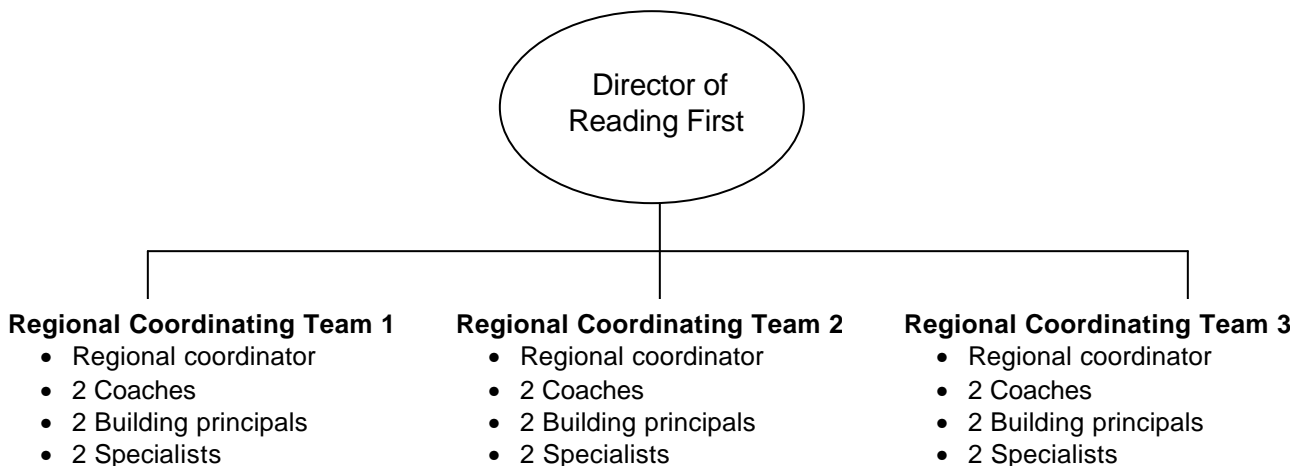 Director of
Reading First
Regional Coordinating Team 1
• Regional coordinator
• 2 Coaches
• 2 Building principals
• 2 Specialists
Regional Coordinating Team 2
• Regional coordinator
• 2 Coaches
• 2 Building principals
• 2 Specialists
Regional Coordinating Team 3
• Regional coordinator
• 2 Coaches
• 2 Building principals
• 2 Specialists